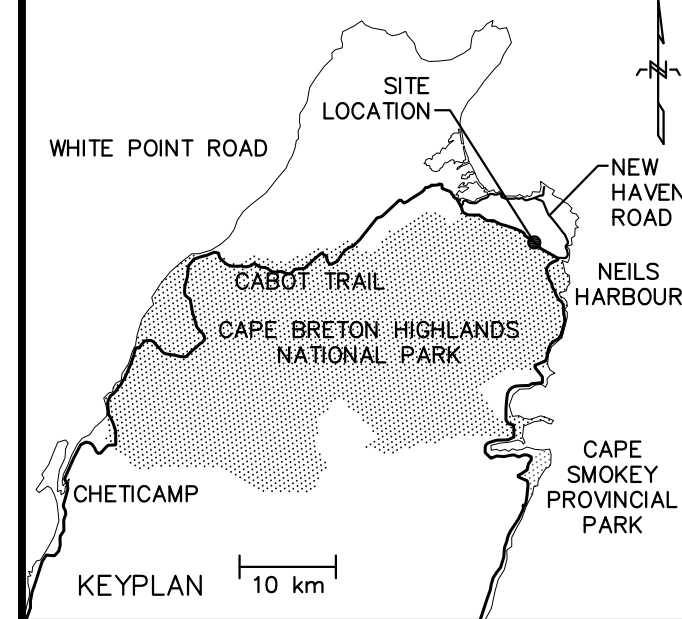 SITE
LOCATION
N
WHITE POINT ROAD
NEW
HAVEN
ROAD
NEILS
HARBOUR
CABOT TRAIL
CAPE BRETON HIGHLANDS
NATIONAL PARK
CAPE
SMOKEY
PROVINCIAL
PARK
CHETICAMP
KEYPLAN
10 km